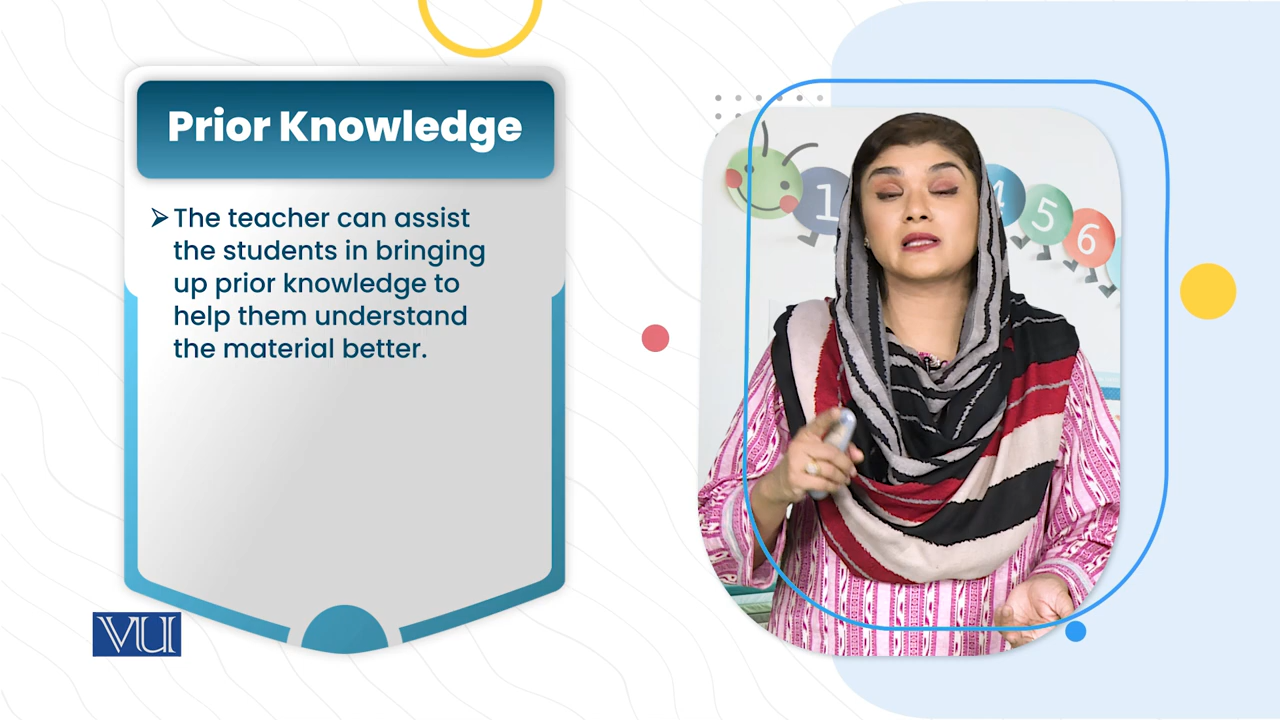 Prior Knowledge
➢ The teacher can assist
the students in bringing
up prior knowledge to
help them understand
the material better.
VU
1 4 5 6